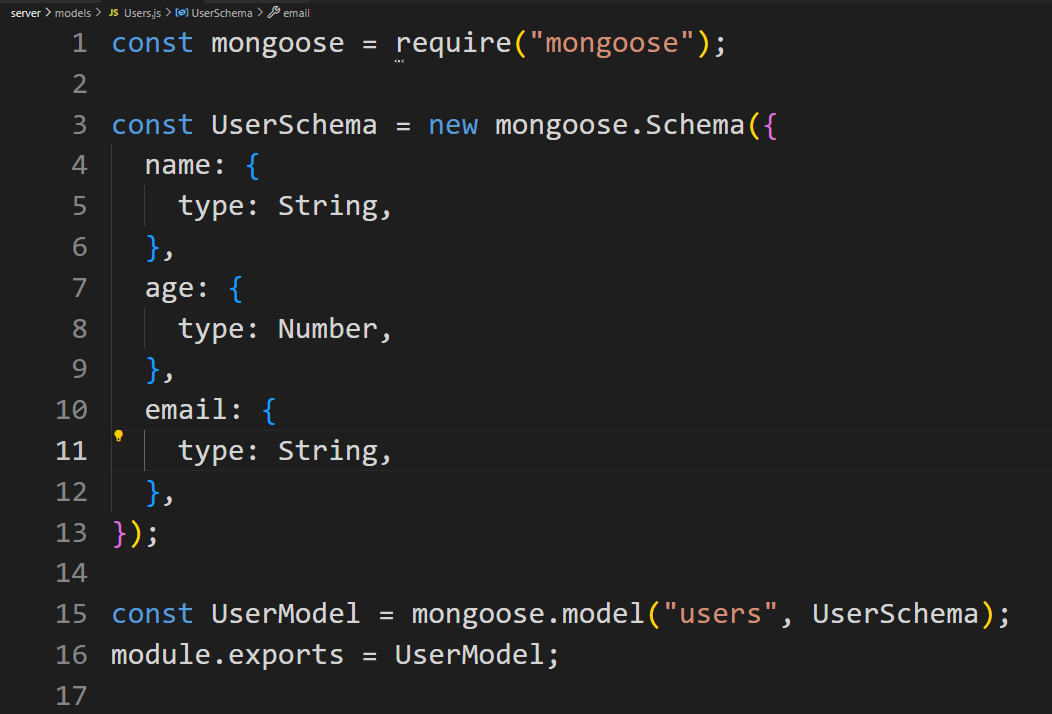 server > models > JS Users.js > UserSchema > email
1 const mongoose = require("mongoose");
2
3 const UserSchema = new mongoose.Schema({
4   name: {
5     type: String,
6   },
7   age: {
8     type: Number,
9   },
10   email: {
11     type: String,
12   },
13 });
14
15 const UserModel = mongoose.model("users", UserSchema);
16 module.exports = UserModel;
17